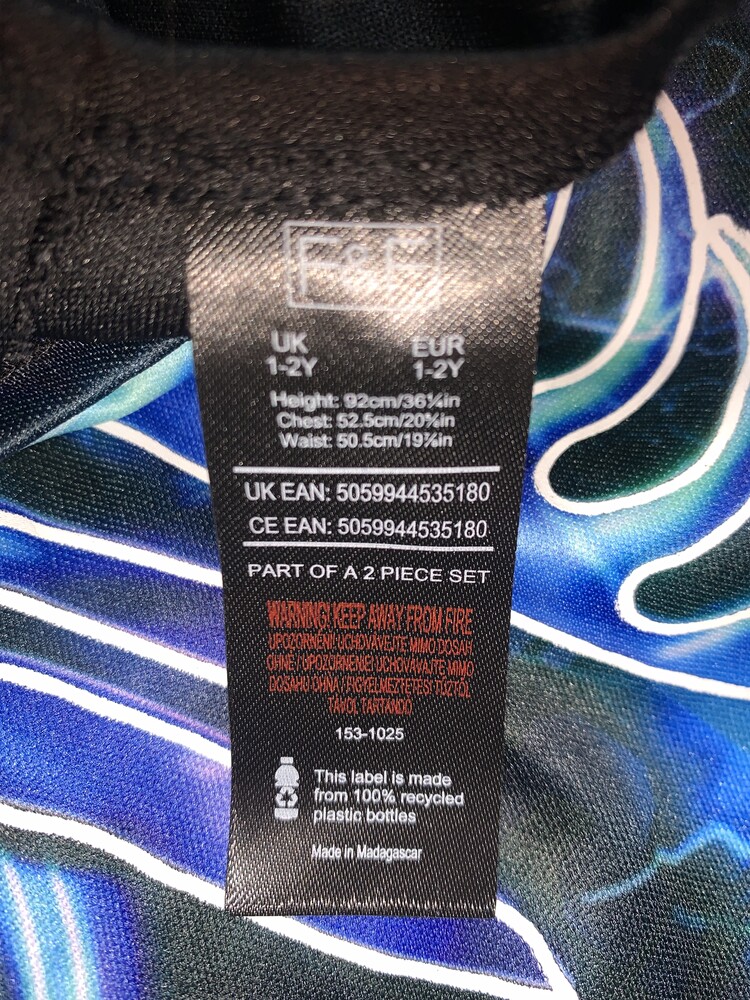 F&F
UK EUR
1-2Y 1-2Y
Height: 92cm/36¼in
Chest: 52.5cm/20¾in
Waist: 50.5cm/19¾in
UK EAN: 5059944535180
CE EAN: 5059944535180
PART OF A 2 PIECE SET
WARNING! KEEP AWAY FROM FIRE
UPOZORNĚNÍ! UCHOVÁVEJTE MIMO DOSAH
OHNĚ / UPOZORNENIE! UCHOVÁVAJTE MIMO
DOSAHU OHŇA / FIGYELMEZTETÉS! TŰZTŐL
TÁVOL TARTANDÓ
153-1025
This label is made
from 100% recycled
plastic bottles
Made in Madagascar